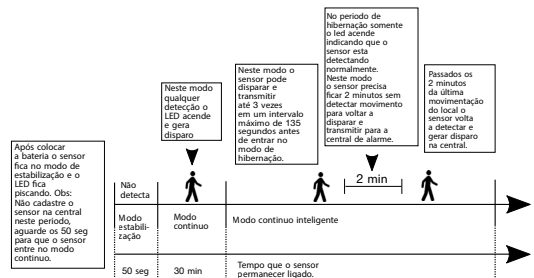 No periodo de
hibernação somente
o led acende
indicando que o
sensor esta
detectando
normalmente.
Neste modo
o sensor precisa
ficar 2 minutos sem
detectar movimento
para voltar a
disparar e
transmitir para a
central de alarme.
Neste modo o
sensor pode
disparar e
transmitir
até 3 vezes
em um intervalo
máximo de 135
segundos antes
de entrar no
modo de
hibernação.
Passados os
2 minutos
da última
movimentação
do local o
sensor volta
a detectar e
gerar disparo
na central.
Neste modo
qualquer
detecção o
LED acende
e gera
disparo
Após colocar
a bateria o sensor
fica no modo de
estabilização e o
LED fica
piscando. Obs:
Não cadastre o
sensor na central
neste periodo,
aguarde os 50 seg
para que o sensor
entre no modo
continuo.
Não
detecta
2 min
Modo
estabili-
zação
Modo
continuo
Modo continuo inteligente
50 seg
30 min
Tempo que o sensor
permanecer ligado.